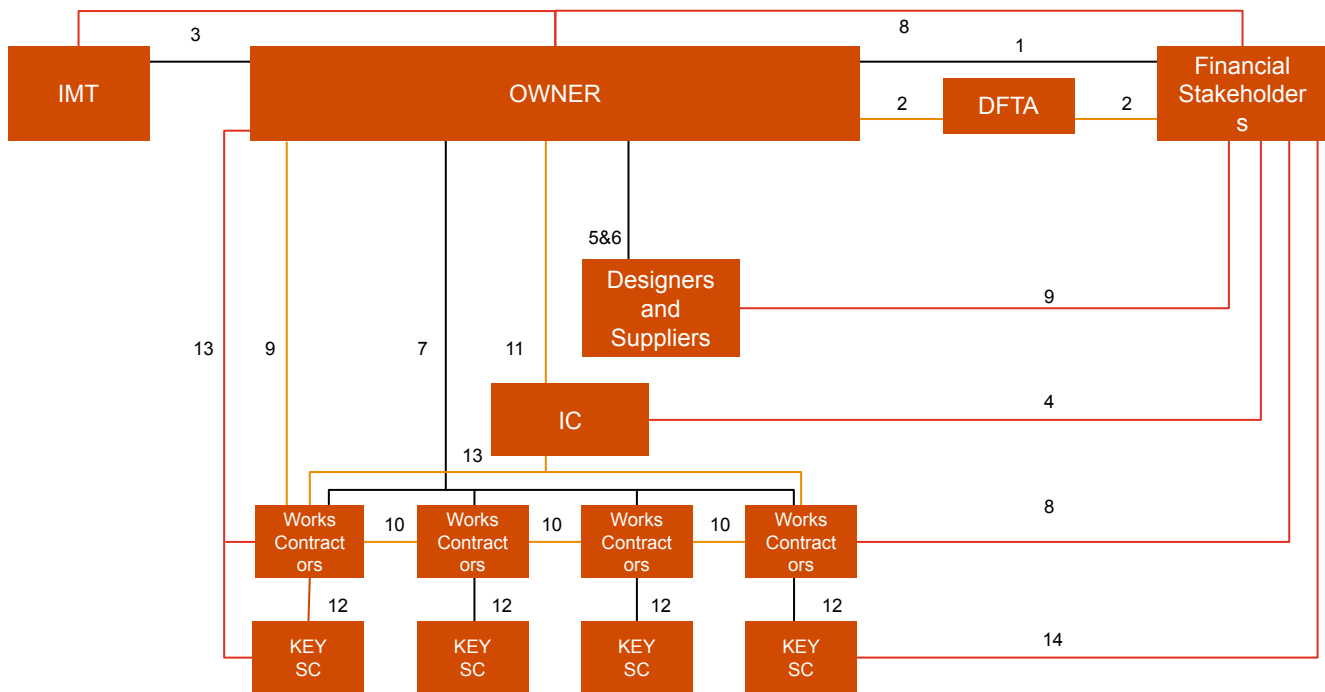 3
8
1
IMT
OWNER
2
DFTA
2
Financial
Stakeholder
s
5&6
Designers
and
Suppliers
9
13
9
7
11
IC
4
13
8
Works
Contract
ors
10
Works
Contract
ors
10
Works
Contract
ors
10
Works
Contract
ors
12
12
12
12
KEY
SC
KEY
SC
KEY
SC
KEY
SC
14